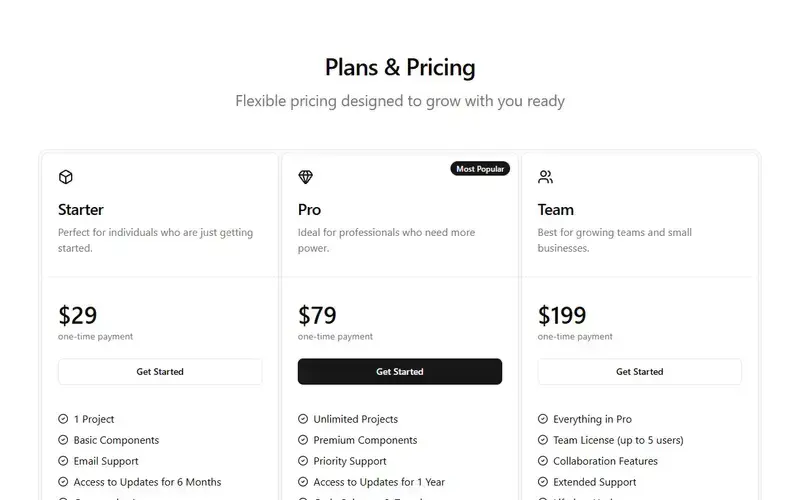 Plans & Pricing
Flexible pricing designed to grow with you ready
Starter
Perfect for individuals who are just getting
started.
$29
one-time payment
Get Started
1 Project
Basic Components
Email Support
Access to Updates for 6 Months
Most Popular
Pro
Ideal for professionals who need more
power.
$79
one-time payment
Get Started
Unlimited Projects
Premium Components
Priority Support
Access to Updates for 1 Year
Team
Best for growing teams and small
businesses.
$199
one-time payment
Get Started
Everything in Pro
Team License (up to 5 users)
Collaboration Features
Extended Support